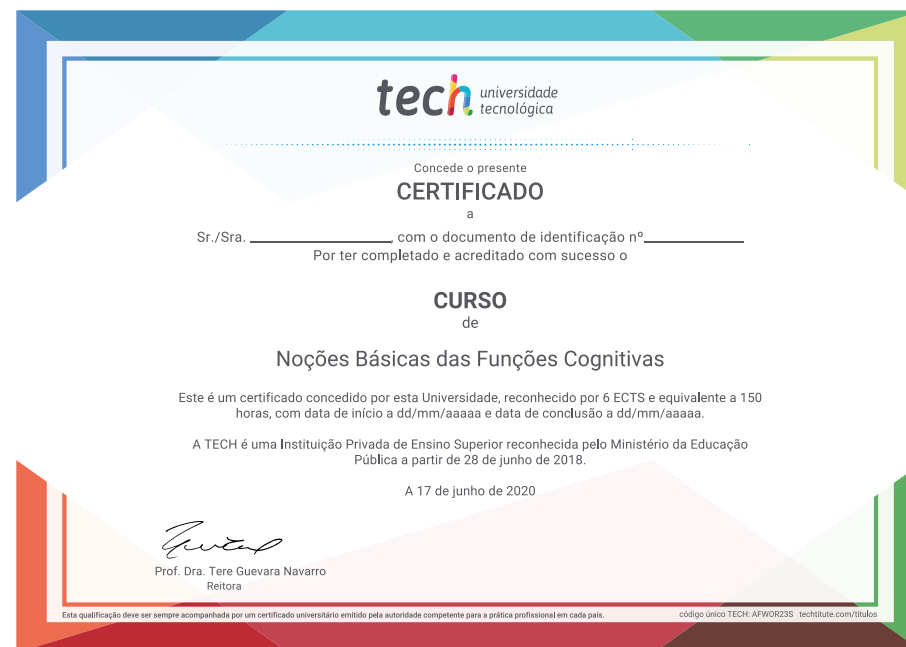 tech universidade
tecnológica
Concede o presente
CERTIFICADO
a
Sr./Sra. ____________________, com o documento de identificação nº______________
Por ter completado e acreditado com sucesso o
CURSO
de
Noções Básicas das Funções Cognitivas
Este é um certificado concedido por esta Universidade, reconhecido por 6 ECTS e equivalente a 150
horas, com data de início a dd/mm/aaaaa e data de conclusão a dd/mm/aaaaa.
A TECH é uma Instituição Privada de Ensino Superior reconhecida pelo Ministério da Educação
Pública a partir de 28 de junho de 2018.
A 17 de junho de 2020
Prof. Dra. Tere Guevara Navarro
Reitora
Esta qualificação deve ser sempre acompanhada por um certificado universitário emitido pela autoridade competente para a prática profissional em cada país.
código único TECH: AFWOR23S techtitute.com/titulos